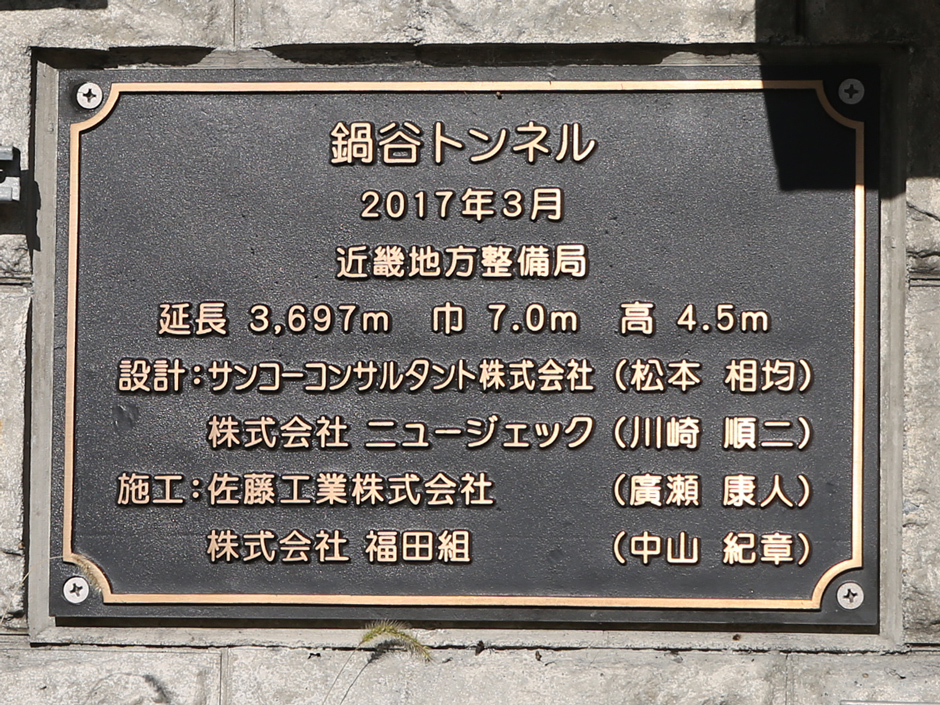 鍋谷トンネル
2017年3月
近畿地方整備局
延長 3,697m 巾 7.0m 高 4.5m
設計：サンコーコンサルタント株式会社（松本 相均）
株式会社 ニュージェック（川崎 順二）
施工：佐藤工業株式会社（廣瀬 康人）
株式会社 福田組（中山 紀章）